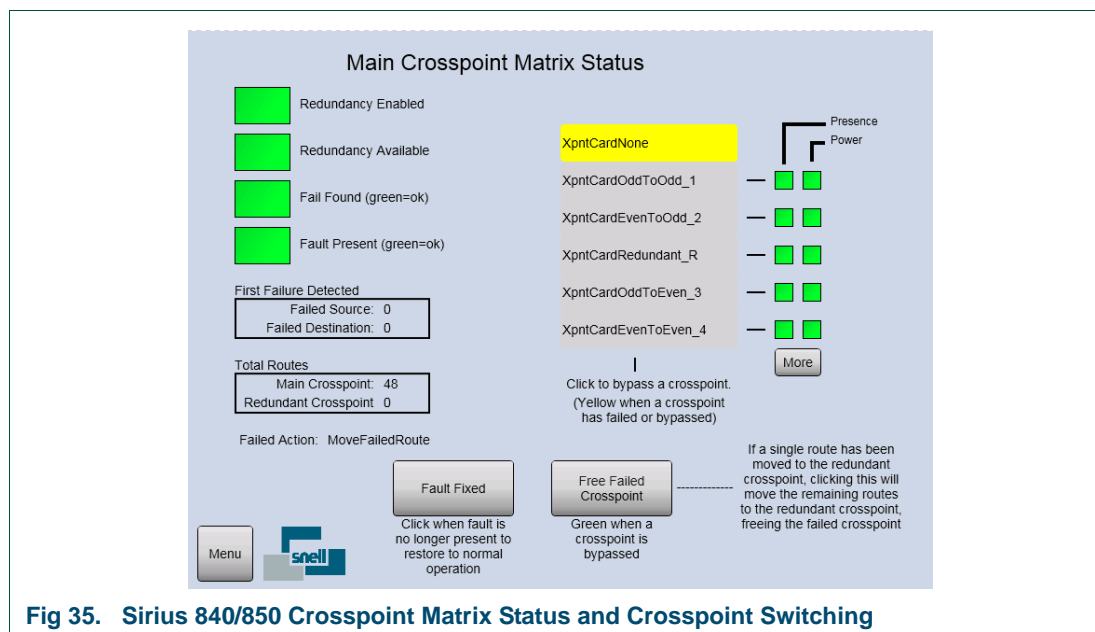 Main Crosspoint Matrix Status
Redundancy Enabled
Redundancy Available
Fail Found (green=ok)
Fault Present (green=ok)
First Failure Detected
Failed Source: 0
Failed Destination: 0
Total Routes
Main Crosspoint: 48
Redundant Crosspoint 0
Failed Action: MoveFailedRoute
Presence
Power
XpntCardNone
XpntCardOddToOdd_1
XpntCardEvenToOdd_2
XpntCardRedundant_R
XpntCardOddToEven_3
XpntCardEvenToEven_4
More
Click to bypass a crosspoint.
(Yellow when a crosspoint
has failed or bypassed)
Fault Fixed
Click when fault is
no longer present to
restore to normal
operation
Free Failed
Crosspoint
Green when a
crosspoint is
bypassed
If a single route has been
moved to the redundant
crosspoint, clicking this will
move the remaining routes
to the redundant crosspoint,
freeing the failed crosspoint
Menu
snell
Fig 35. Sirius 840/850 Crosspoint Matrix Status and Crosspoint Switching